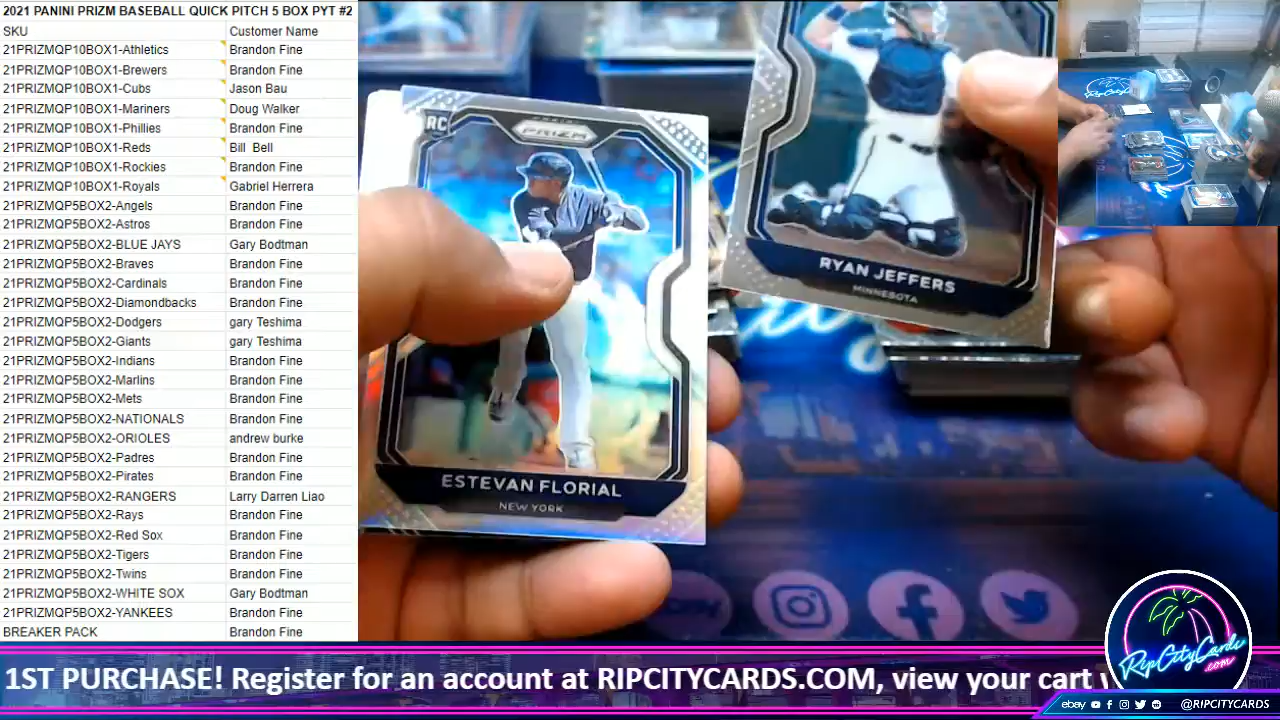 2021 PANINI PRIZM BASEBALL QUICK PITCH 5 BOX PYT #2
SKU Customer Name
21PRIZMQP10BOX1-Athletics Brandon Fine
21PRIZMQP10BOX1-Brewers Brandon Fine
21PRIZMQP10BOX1-Cubs Jason Bau
21PRIZMQP10BOX1-Mariners Doug Walker
21PRIZMQP10BOX1-Phillies Brandon Fine
21PRIZMQP10BOX1-Reds Bill Bell
21PRIZMQP10BOX1-Rockies Brandon Fine
21PRIZMQP10BOX1-Royals Gabriel Herrera
21PRIZMQP5BOX2-Angels Brandon Fine
21PRIZMQP5BOX2-Astros Brandon Fine
21PRIZMQP5BOX2-BLUE JAYS Gary Bodtman
21PRIZMQP5BOX2-Braves Brandon Fine
21PRIZMQP5BOX2-Cardinals Brandon Fine
21PRIZMQP5BOX2-Diamondbacks Brandon Fine
21PRIZMQP5BOX2-Dodgers gary Teshima
21PRIZMQP5BOX2-Giants gary Teshima
21PRIZMQP5BOX2-Indians Brandon Fine
21PRIZMQP5BOX2-Marlins Brandon Fine
21PRIZMQP5BOX2-Mets Brandon Fine
21PRIZMQP5BOX2-NATIONALS Brandon Fine
21PRIZMQP5BOX2-ORIOLES andrew burke
21PRIZMQP5BOX2-Padres Brandon Fine
21PRIZMQP5BOX2-Pirates Brandon Fine
21PRIZMQP5BOX2-RANGERS Larry Darren Liao
21PRIZMQP5BOX2-Rays Brandon Fine
21PRIZMQP5BOX2-Red Sox Brandon Fine
21PRIZMQP5BOX2-Tigers Brandon Fine
21PRIZMQP5BOX2-Twins Brandon Fine
21PRIZMQP5BOX2-WHITE SOX Gary Bodtman
21PRIZMQP5BOX2-YANKEES Brandon Fine
BREAKER PACK Brandon Fine
RC
PANINI
PRIZM
ESTEVAN FLORIAL
NEW YORK
RYAN JEFFERS
MINNESOTA
1ST PURCHASE! Register for an account at RIPCITYCARDS.COM, view your cart
RipCityCards
.com
ebay @RIPCITYCARDS